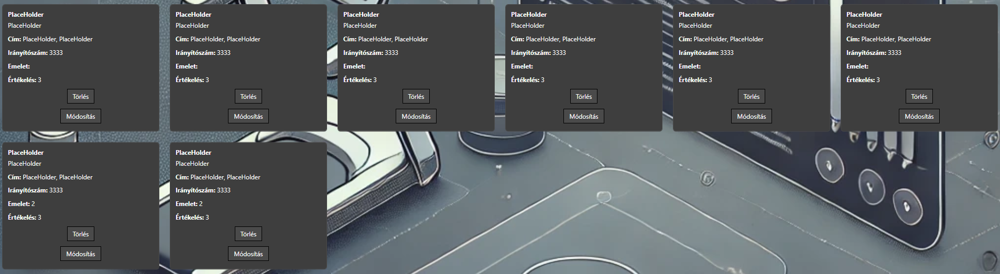 PlaceHolder
PlaceHolder
Cím: PlaceHolder, PlaceHolder
Irányítószám: 3333
Emelet:
Értékelés: 3
Törlés
Módosítás
PlaceHolder
PlaceHolder
Cím: PlaceHolder, PlaceHolder
Irányítószám: 3333
Emelet:
Értékelés: 3
Törlés
Módosítás
PlaceHolder
PlaceHolder
Cím: PlaceHolder, PlaceHolder
Irányítószám: 3333
Emelet:
Értékelés: 3
Törlés
Módosítás
PlaceHolder
PlaceHolder
Cím: PlaceHolder, PlaceHolder
Irányítószám: 3333
Emelet:
Értékelés: 3
Törlés
Módosítás
PlaceHolder
PlaceHolder
Cím: PlaceHolder, PlaceHolder
Irányítószám: 3333
Emelet:
Értékelés: 3
Törlés
Módosítás
PlaceHolder
PlaceHolder
Cím: PlaceHolder, PlaceHolder
Irányítószám: 3333
Emelet:
Értékelés: 3
Törlés
Módosítás
PlaceHolder
PlaceHolder
Cím: PlaceHolder, PlaceHolder
Irányítószám: 3333
Emelet: 2
Értékelés: 3
Törlés
Módosítás
PlaceHolder
PlaceHolder
Cím: PlaceHolder, PlaceHolder
Irányítószám: 3333
Emelet: 2
Értékelés: 3
Törlés
Módosítás